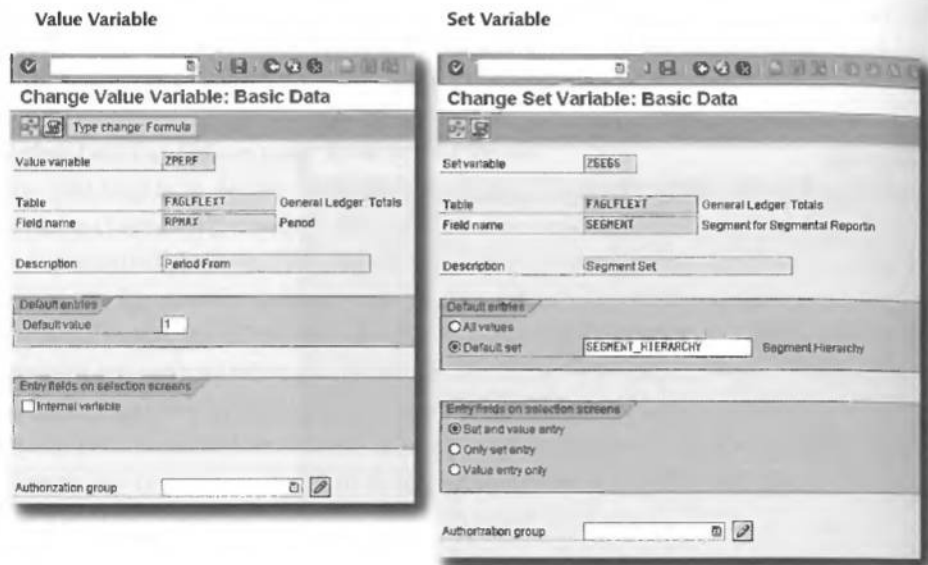 Value Variable
Change Value Variable: Basic Data
Type change: Formula
Value variable ZPERF
Table FAGLFLEXT General Ledger Totals
Field name RPMAX Period
Description Period From
Default entries
Default value 1
Entry fields on selection screens
Internal variable
Authorization group
Set Variable
Change Set Variable: Basic Data
Set variable ZSEGS
Table FAGLFLEXT General Ledger Totals
Field name SEGMENT Segment for Segmental Reportin
Description Segment Set
Default entries
All values
Default set SEGMENT_HIERARCHY Segment Hierarchy
Entry fields on selection screens
Set and value entry
Only set entry
Value entry only
Authorization group